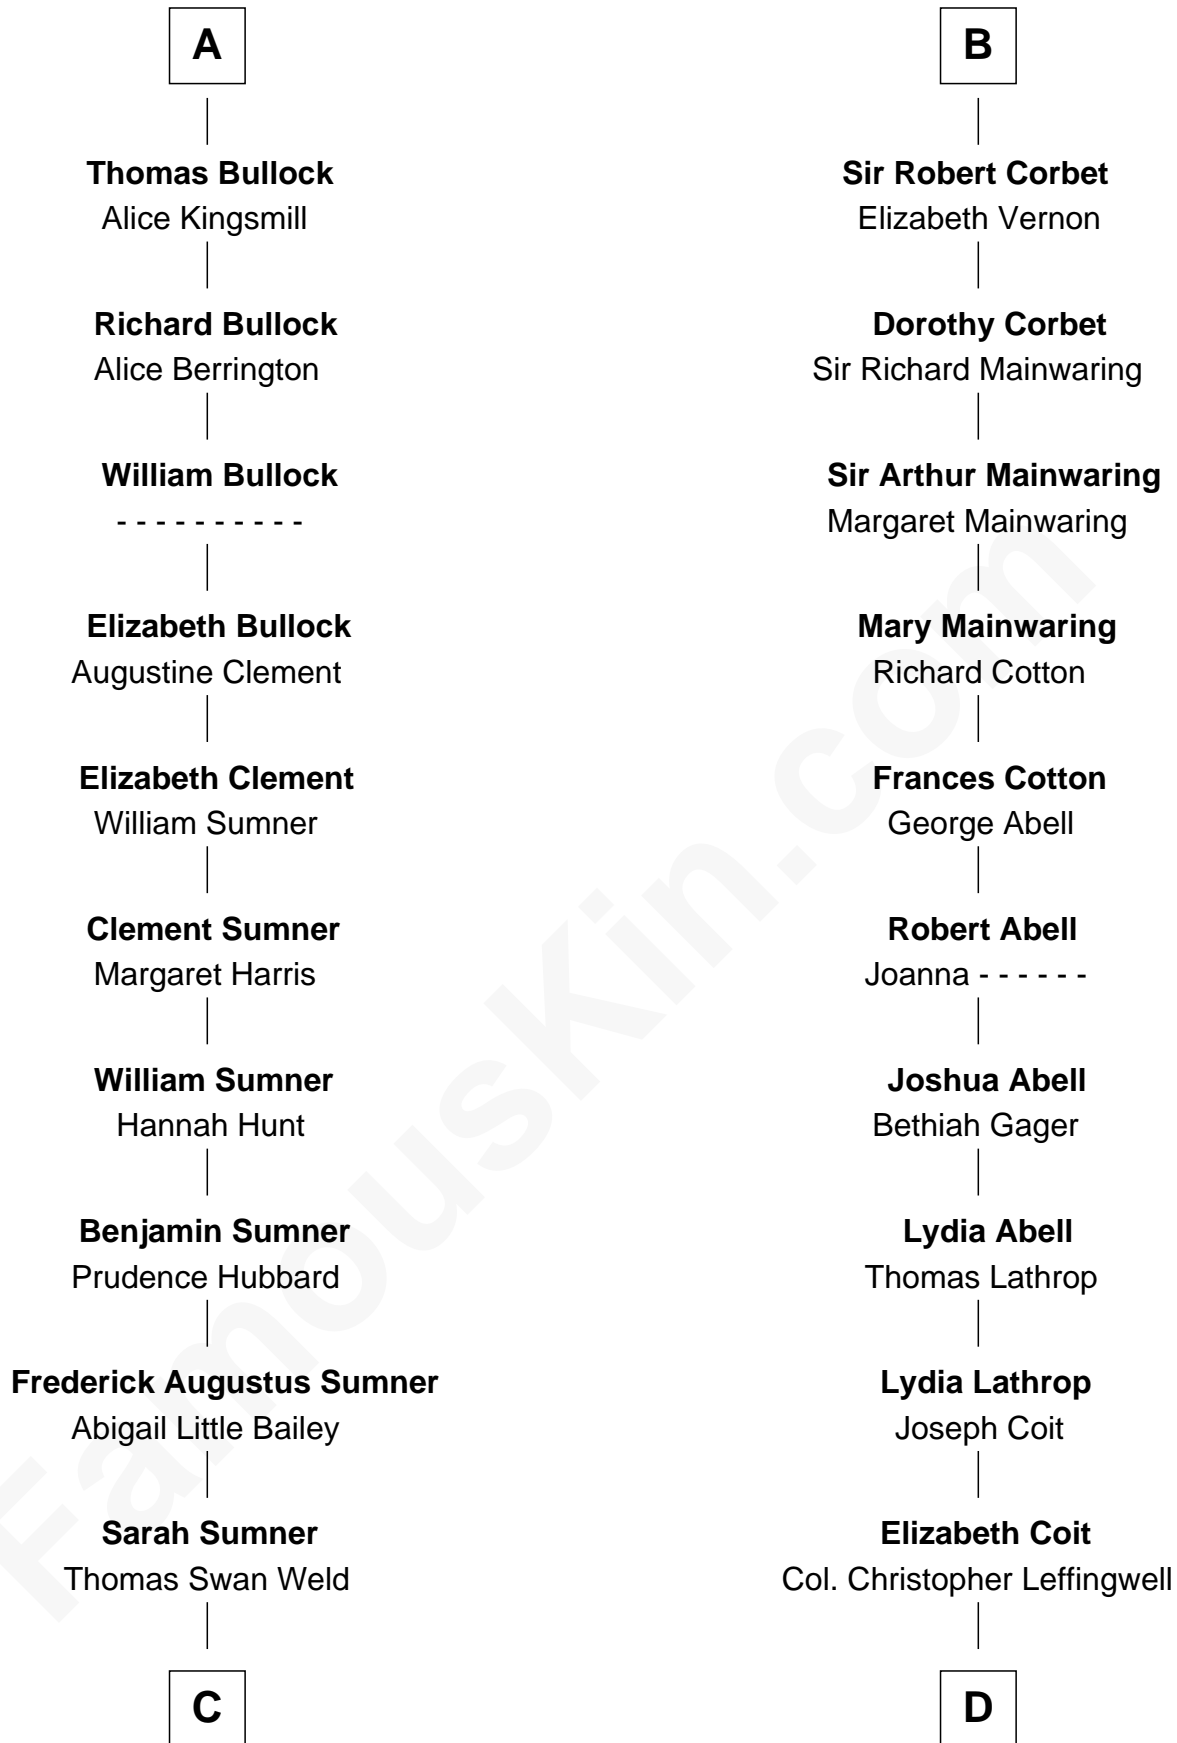 A
Thomas Bullock
Alice Kingsmill
Richard Bullock
Alice Berrington
William Bullock
- - - - - - - - - -
Elizabeth Bullock
Augustine Clement
Elizabeth Clement
William Sumner
Clement Sumner
Margaret Harris
William Sumner
Hannah Hunt
Benjamin Sumner
Prudence Hubbard
Frederick Augustus Sumner
Abigail Little Bailey
Sarah Sumner
Thomas Swan Weld
C
B
Sir Robert Corbet
Elizabeth Vernon
Dorothy Corbet
Sir Richard Mainwaring
Sir Arthur Mainwaring
Margaret Mainwaring
Mary Mainwaring
Richard Cotton
Frances Cotton
George Abell
Robert Abell
Joanna - - - - - -
Joshua Abell
Bethiah Gager
Lydia Abell
Thomas Lathrop
Lydia Lathrop
Joseph Coit
Elizabeth Coit
Col. Christopher Leffingwell
D
FamousKin.com